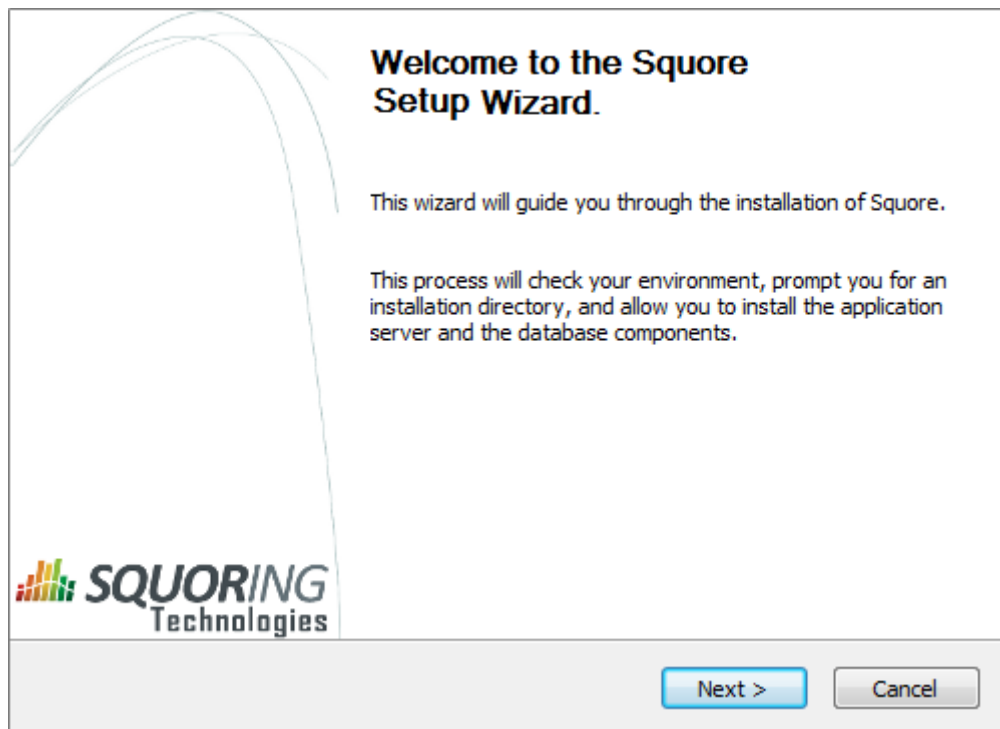 Welcome to the Squore
Setup Wizard.
This wizard will guide you through the installation of Squore.
This process will check your environment, prompt you for an
installation directory, and allow you to install the application
server and the database components.
SQUORING
Technologies
Next >
Cancel